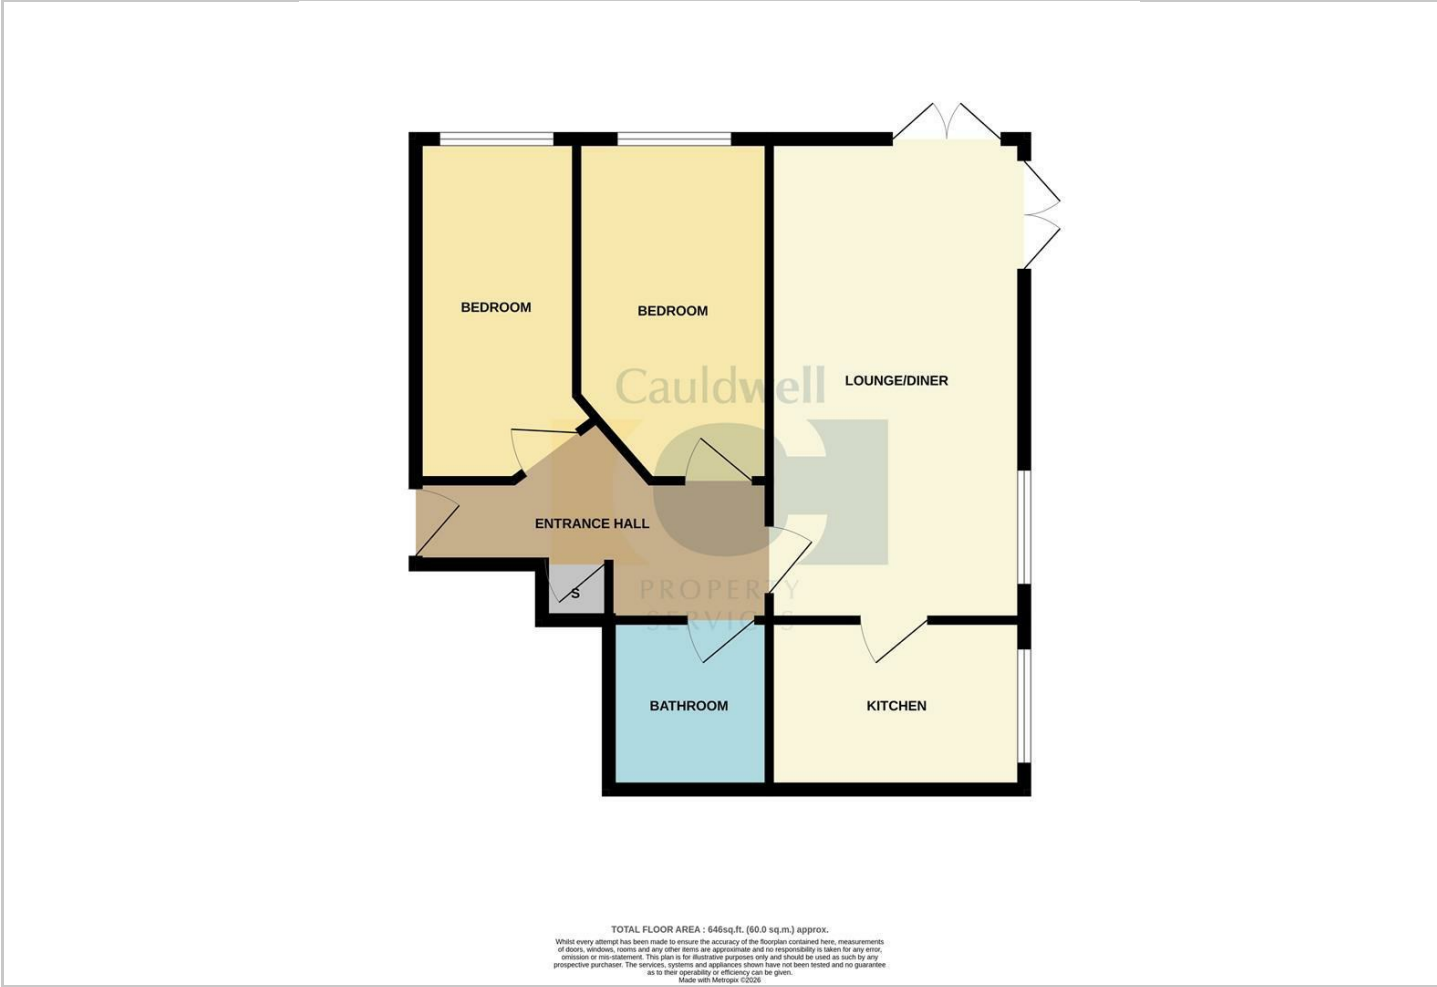 BEDROOM
BEDROOM
LOUNGE/DINER
Cauldwell
ENTRANCE HALL
S
PROPERTY
SERVICES
BATHROOM
KITCHEN
TOTAL FLOOR AREA : 646sq.ft. (60.0 sq.m.) approx.
Whilst every attempt has been made to ensure the accuracy of the floorplan contained here, measurements
of doors, windows, rooms and any other items are approximate and no responsibility is taken for any error,
omission or mis-statement. This plan is for illustrative purposes only and should be used as such by any
prospective purchaser. The services, systems and appliances shown have not been tested and no guarantee
as to their operability or efficiency can be given.
Made with Metropix ©2026